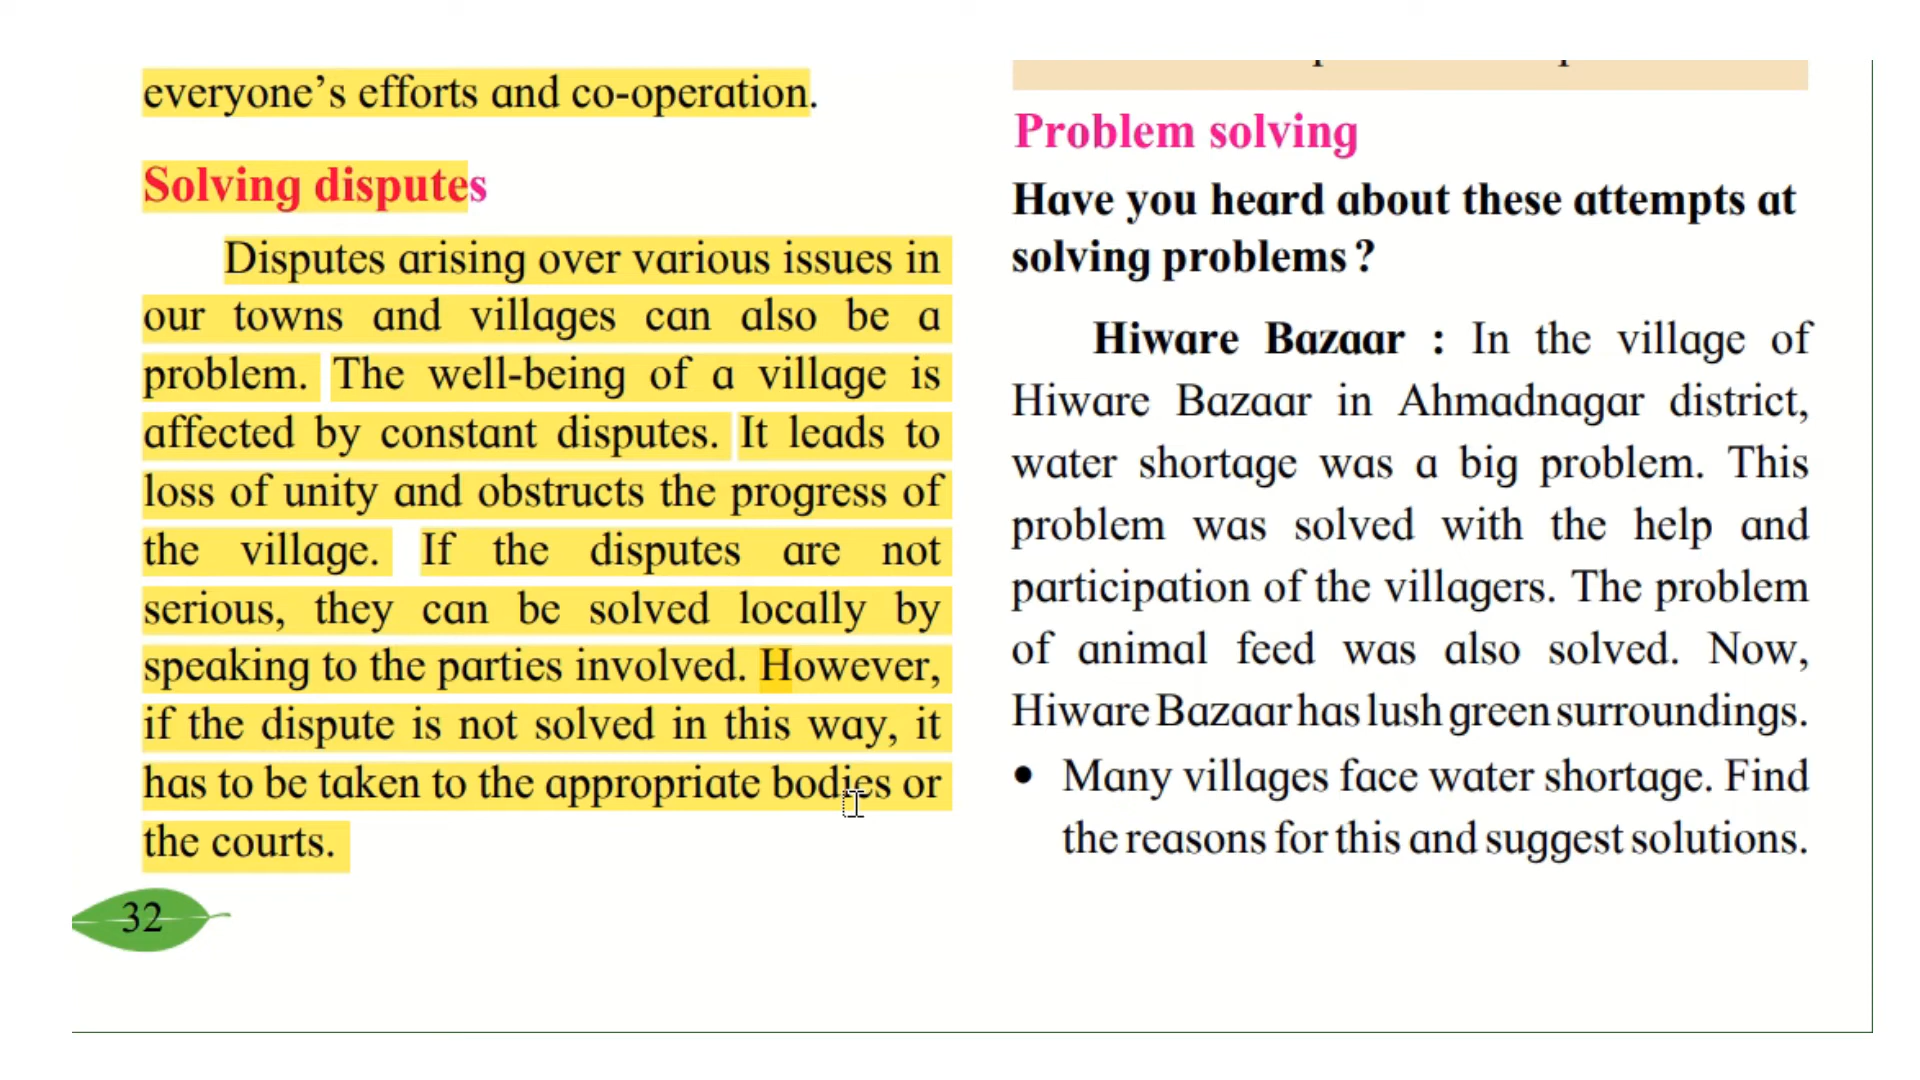 everyone’s efforts and co-operation.
Solving disputes
Disputes arising over various issues in
our towns and villages can also be a
problem. The well-being of a village is
affected by constant disputes. It leads to
loss of unity and obstructs the progress of
the village. If the disputes are not
serious, they can be solved locally by
speaking to the parties involved. However,
if the dispute is not solved in this way, it
has to be taken to the appropriate bodies or
the courts.
32
Problem solving
Have you heard about these attempts at
solving problems ?
Hiware Bazaar : In the village of
Hiware Bazaar in Ahmadnagar district,
water shortage was a big problem. This
problem was solved with the help and
participation of the villagers. The problem
of animal feed was also solved. Now,
Hiware Bazaar has lush green surroundings.
• Many villages face water shortage. Find
the reasons for this and suggest solutions.